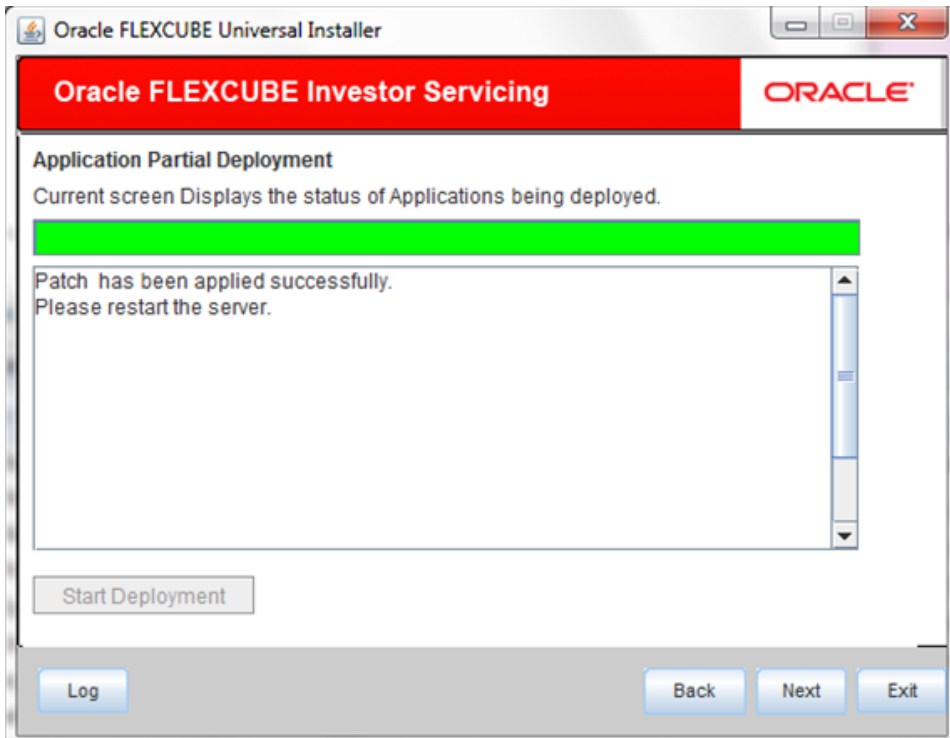 Oracle FLEXCUBE Universal Installer
Oracle FLEXCUBE Investor Servicing
ORACLE
Application Partial Deployment
Current screen Displays the status of Applications being deployed.
Patch  has been applied successfully.
Please restart the server.
Start Deployment
Log
Back
Next
Exit